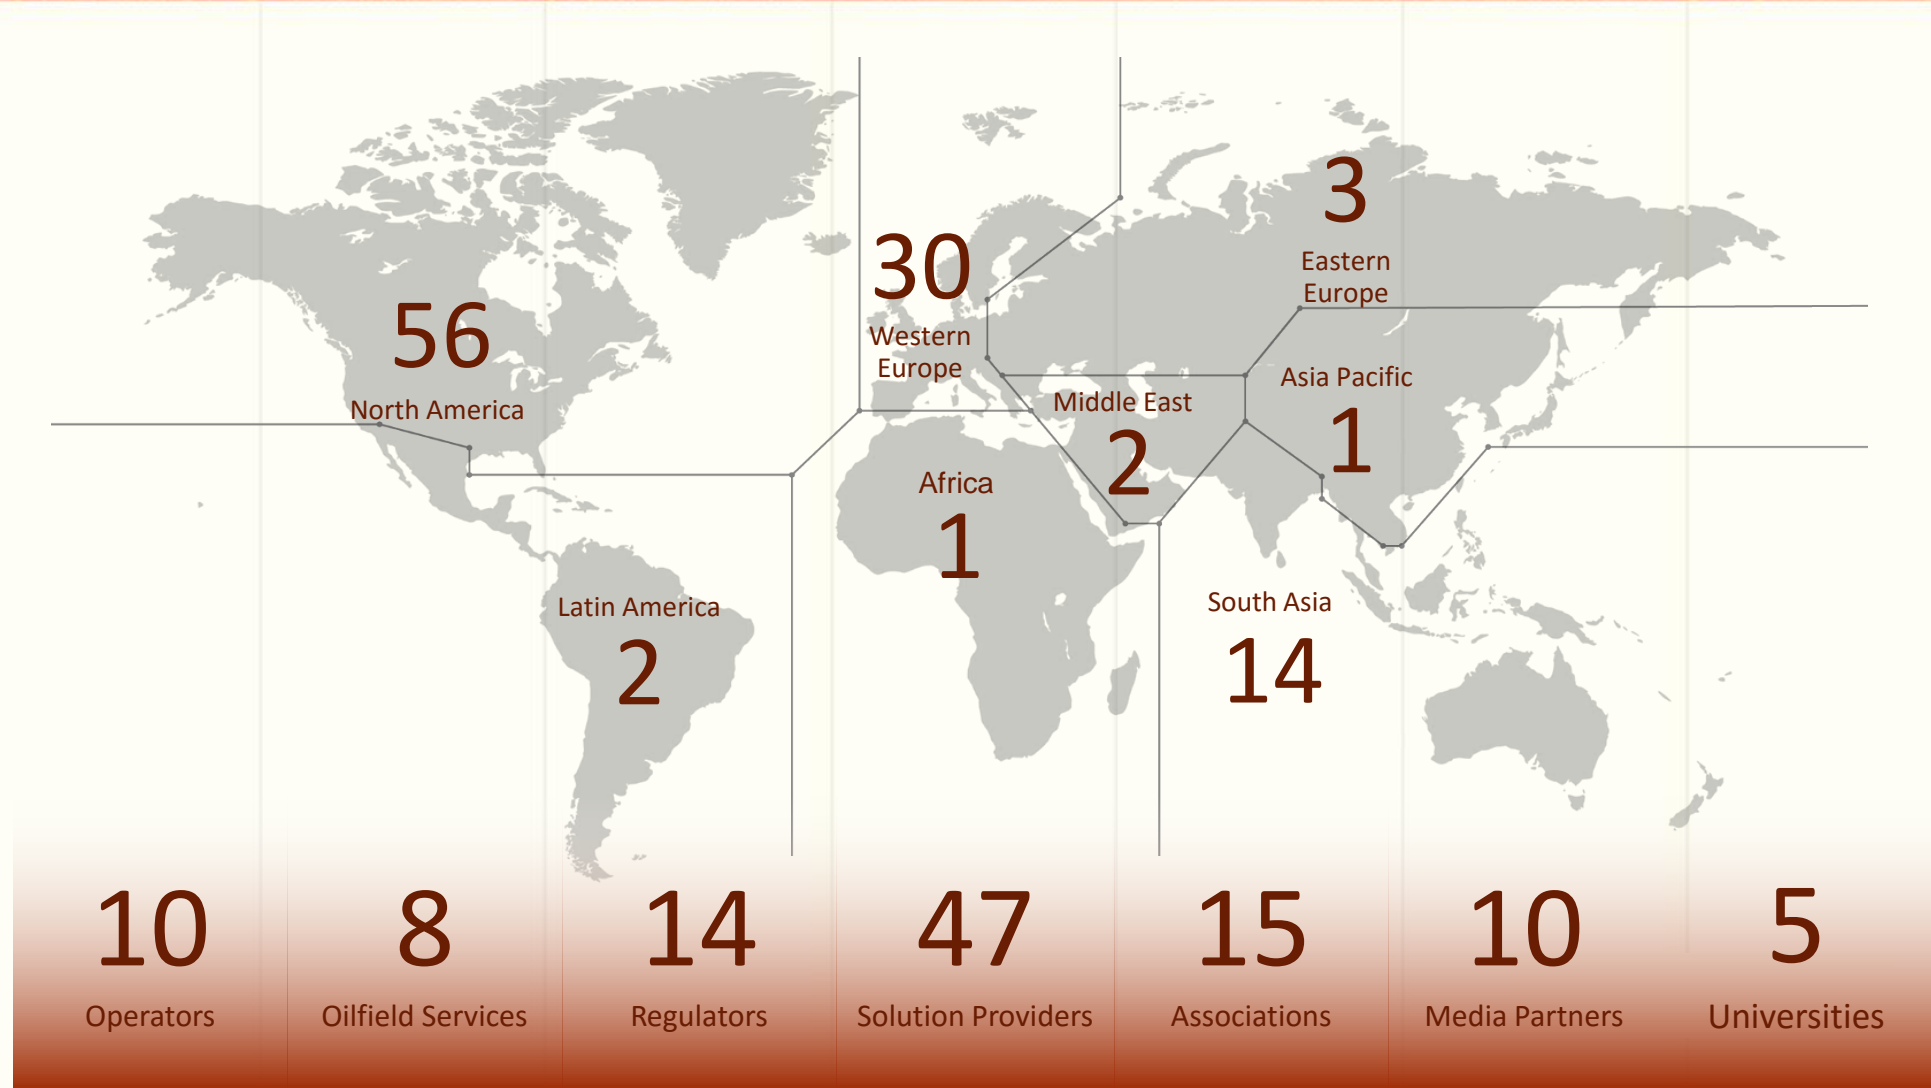 3
Eastern
Europe
30
Western
Europe
56
North America
Asia Pacific
1
Middle East
2
Africa
1
Latin America
2
South Asia
14
10
Operators
8
Oilfield Services
14
Regulators
47
Solution Providers
15
Associations
10
Media Partners
5
Universities